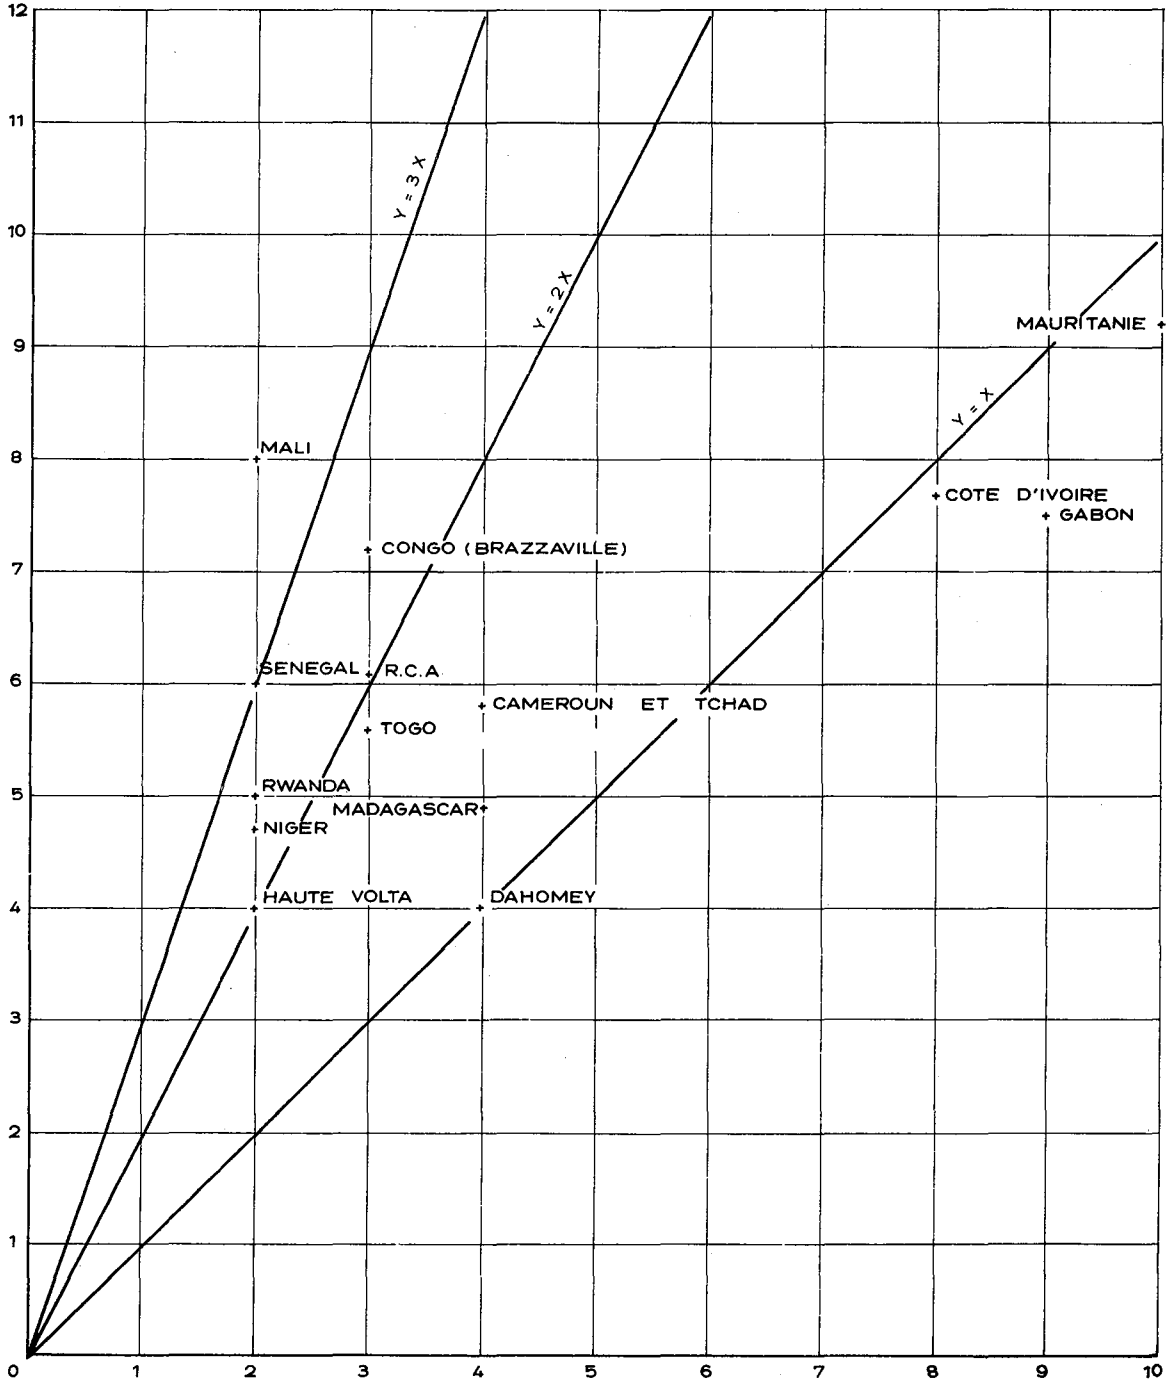 12
11
Y = 3X
10
Y = 2X
MAURITANIE
9
Y = X
MALI
8
COTE D'IVOIRE
GABON
CONGO (BRAZZAVILLE)
7
SENEGAL
R.C.A
6
CAMEROUN ET TCHAD
TOGO
RWANDA
5
MADAGASCAR
NIGER
HAUTE VOLTA
DAHOMEY
4
3
2
1
0 1 2 3 4 5 6 7 8 9 10